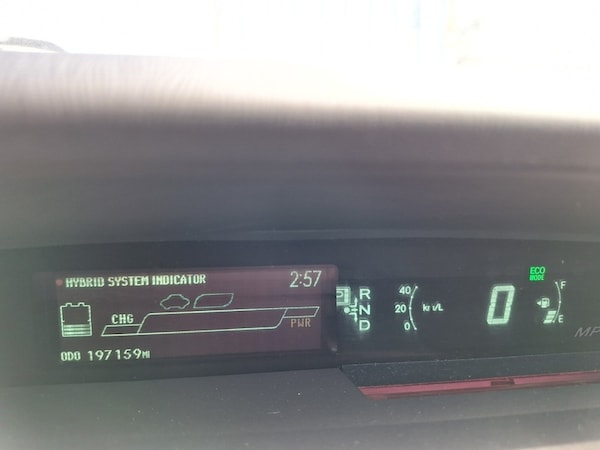 HYBRID SYSTEM INDICATOR 2:57
CHG
PWR
ODO 197159MI
R
N
D
40
20
0
km/L
0
ECO
MODE
F
E